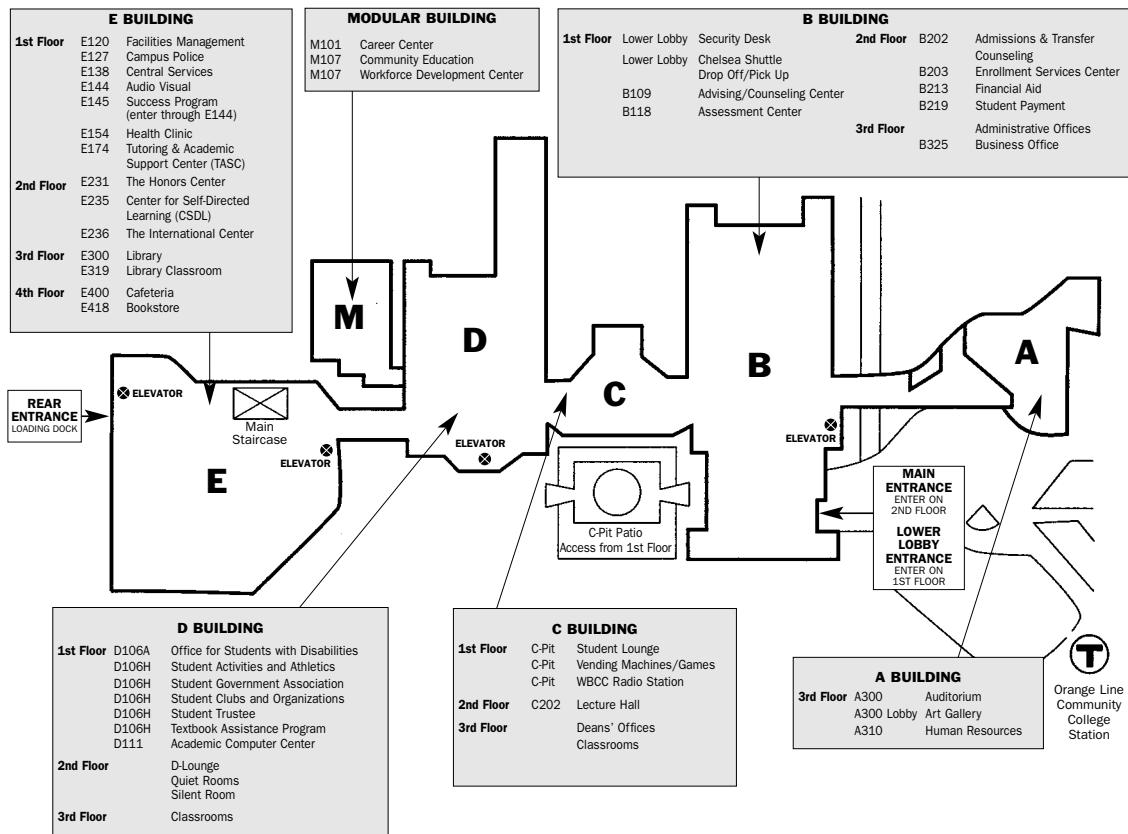 E BUILDING
1st Floor E120 Facilities Management
E127 Campus Police
E138 Central Services
E144 Audio Visual
E145 Success Program
(enter through E144)
E154 Health Clinic
E174 Tutoring & Academic
Support Center (TASC)
2nd Floor E231 The Honors Center
E235 Center for Self-Directed
Learning (CSDL)
E236 The International Center
3rd Floor E300 Library
E319 Library Classroom
4th Floor E400 Cafeteria
E418 Bookstore
MODULAR BUILDING
M101 Career Center
M107 Community Education
M107 Workforce Development Center
B BUILDING
1st Floor Lower Lobby Security Desk
Lower Lobby Chelsea Shuttle
Drop Off/Pick Up
B109 Advising/Counseling Center
B118 Assessment Center
2nd Floor B202 Admissions & Transfer
Counseling
B203 Enrollment Services Center
B213 Financial Aid
B219 Student Payment
3rd Floor Administrative Offices
B325 Business Office
M
D
C
B
A
E
REAR
ENTRANCE
LOADING DOCK
ELEVATOR
Main
Staircase
ELEVATOR
ELEVATOR
ELEVATOR
C-Pit Patio
Access from 1st Floor
MAIN
ENTRANCE
ENTER ON
2ND FLOOR
LOWER
LOBBY
ENTRANCE
ENTER ON
1ST FLOOR
D BUILDING
1st Floor D106A Office for Students with Disabilities
D106H Student Activities and Athletics
D106H Student Government Association
D106H Student Clubs and Organizations
D106H Student Trustee
D106H Textbook Assistance Program
D111 Academic Computer Center
2nd Floor D-Lounge
Quiet Rooms
Silent Room
3rd Floor Classrooms
C BUILDING
1st Floor C-Pit Student Lounge
C-Pit Vending Machines/Games
C-Pit WBCC Radio Station
2nd Floor C202 Lecture Hall
3rd Floor Deans' Offices
Classrooms
A BUILDING
3rd Floor A300 Auditorium
A300 Lobby Art Gallery
A310 Human Resources
T
Orange Line
Community
College
Station